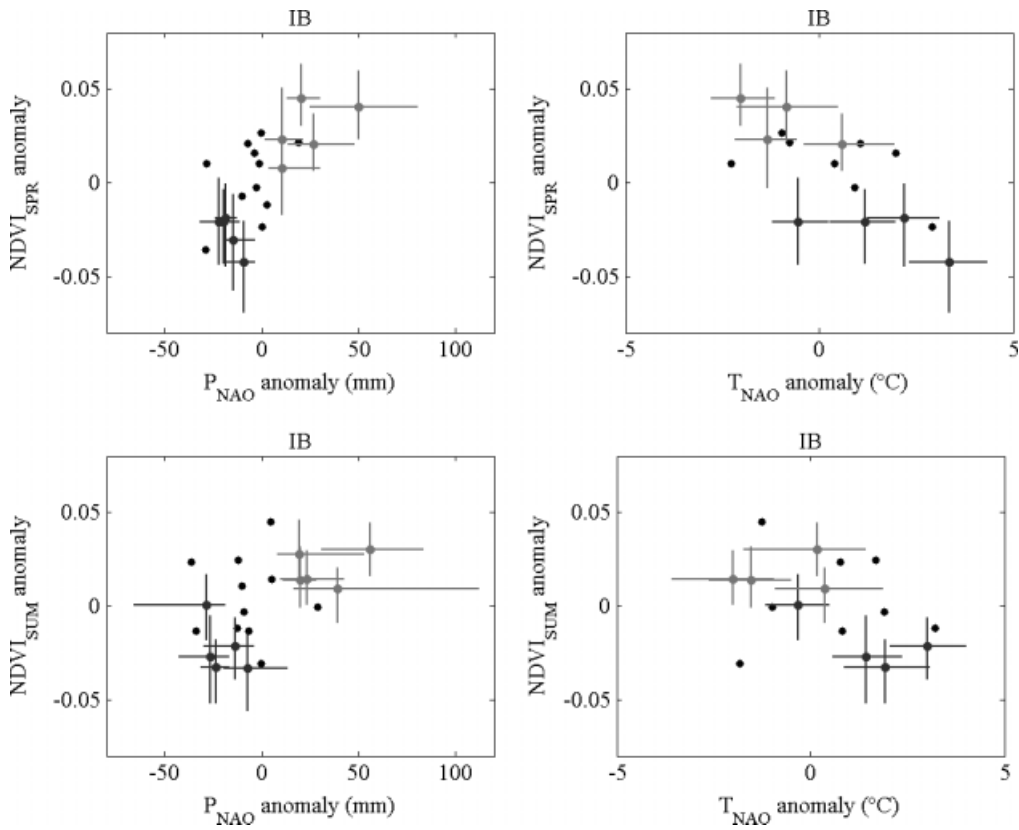 IB
NDVI_SPR anomaly
0.05
0
-0.05
-50 0 50 100
P_NAO anomaly (mm)
IB
NDVI_SPR anomaly
0.05
0
-0.05
-5 0 5
T_NAO anomaly (°C)
IB
NDVI_SUM anomaly
0.05
0
-0.05
-50 0 50 100
P_NAO anomaly (mm)
IB
NDVI_SUM anomaly
0.05
0
-0.05
-5 0 5
T_NAO anomaly (°C)